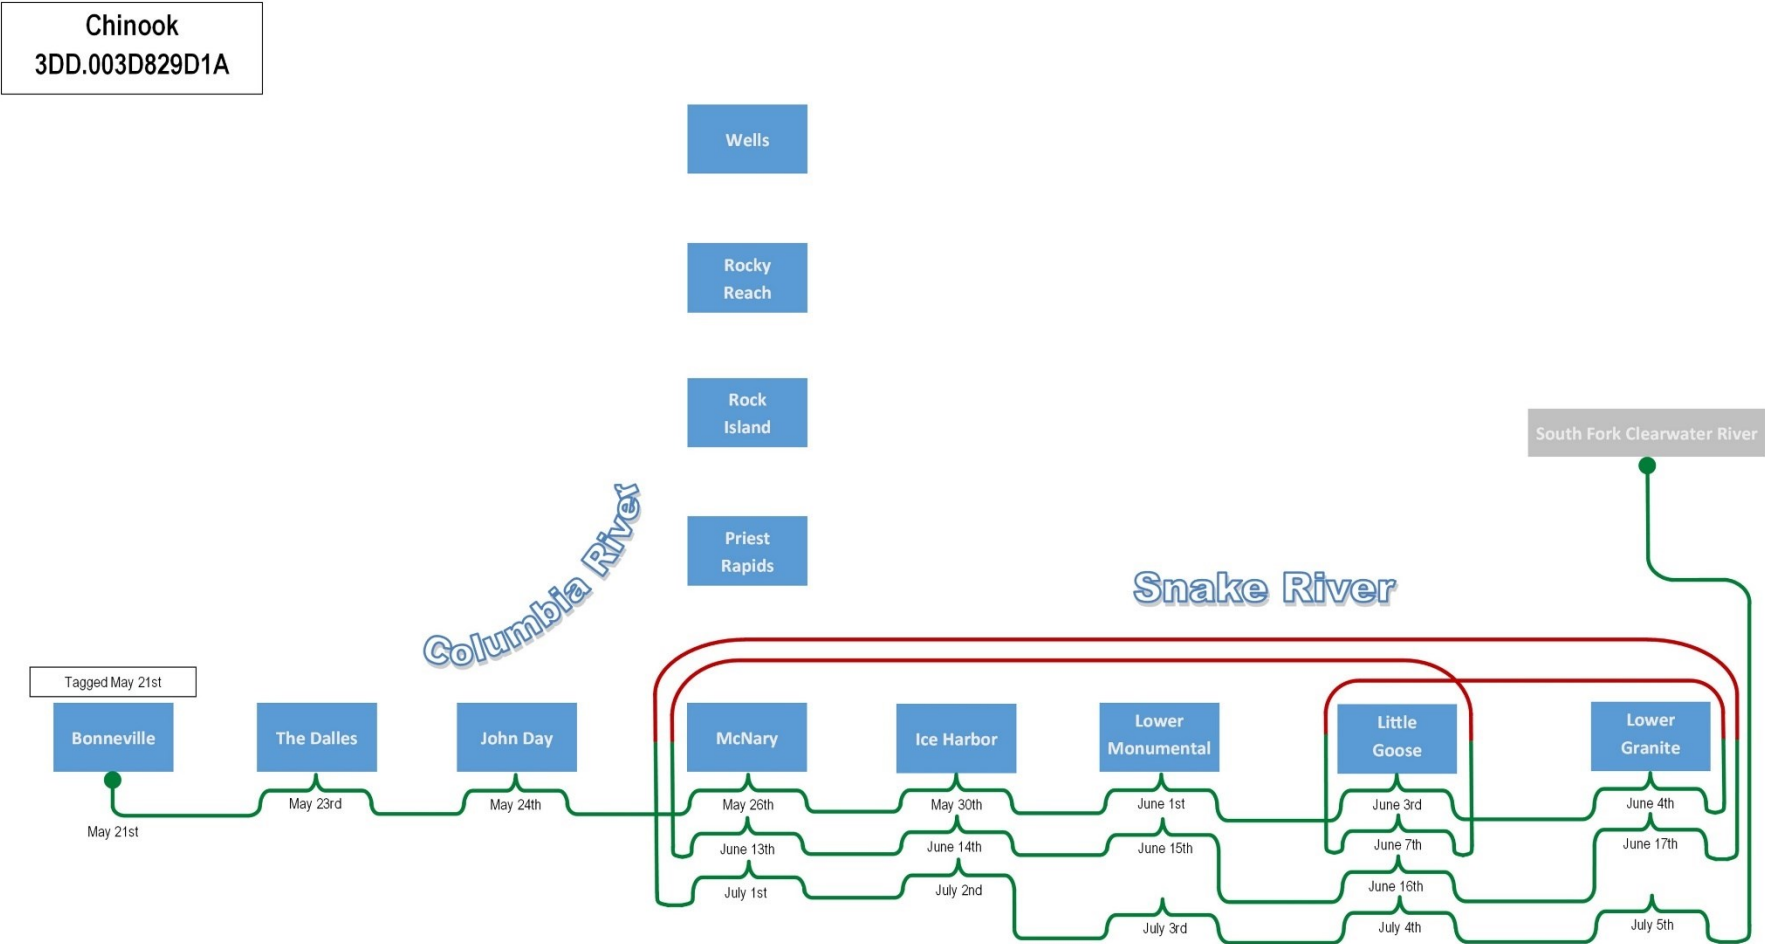 Chinook
3DD.003D829D1A
Wells
Rocky
Reach
Rock
Island
South Fork Clearwater River
Priest
Rapids
Columbia River
Snake River
Tagged May 21st
Bonneville
The Dalles
John Day
McNary
Ice Harbor
Lower
Monumental
Little
Goose
Lower
Granite
May 21st
May 23rd
May 24th
May 26th
May 30th
June 1st
June 3rd
June 4th
June 13th
June 14th
June 15th
June 7th
June 17th
July 1st
July 2nd
June 16th
July 3rd
July 4th
July 5th